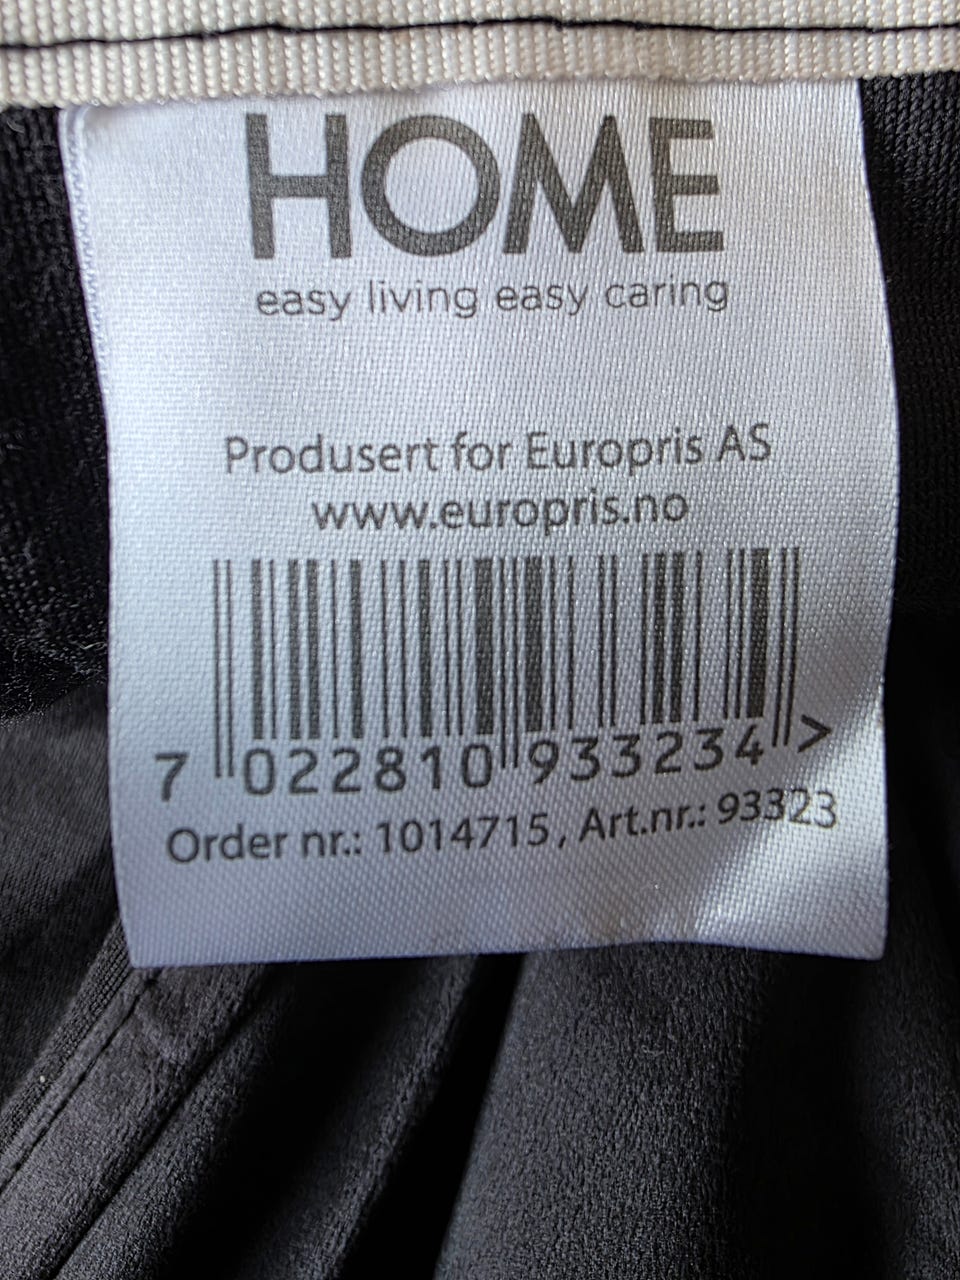 HOME
easy living easy caring
Produsert for Europris AS
www.europris.no
7 022810 933234 >
Order nr.: 1014715, Art.nr.: 93323